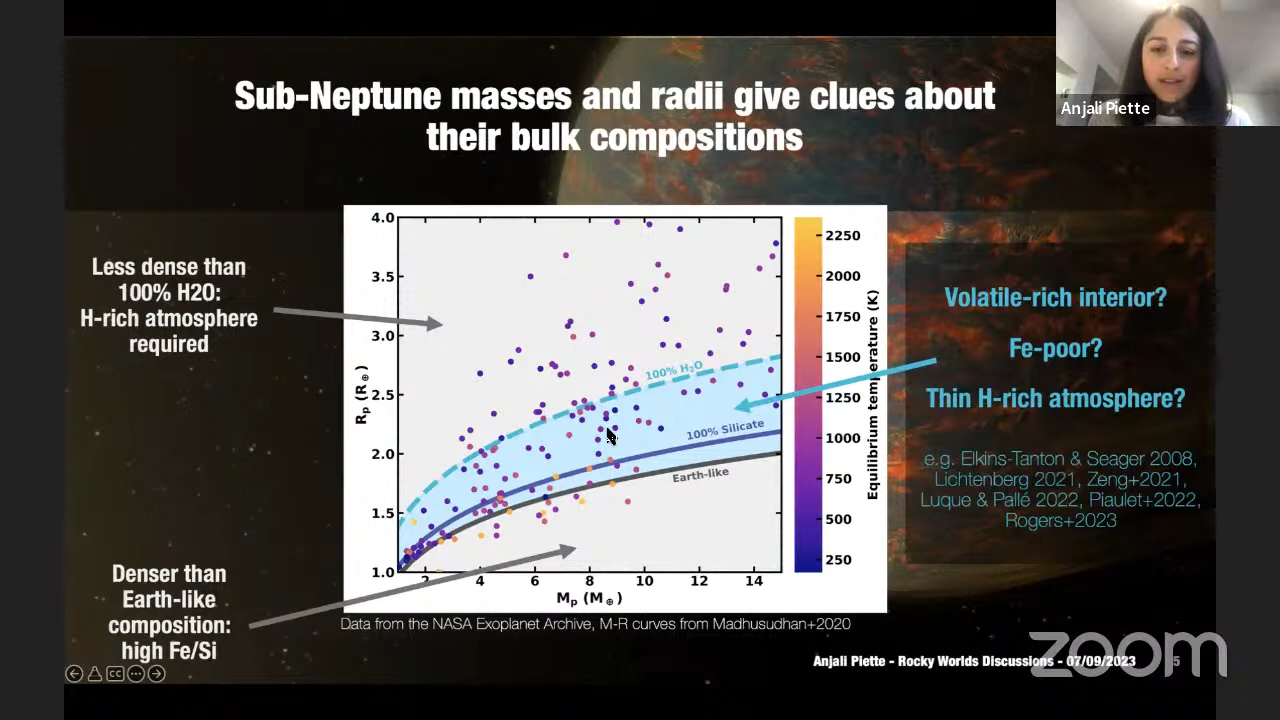 Anjali Piette
Sub-Neptune masses and radii give clues about
their bulk compositions
Less dense than
100% H2O:
H-rich atmosphere
required
Denser than
Earth-like
composition:
high Fe/Si
4.0
3.5
3.0
2.5
2.0
1.5
1.0
Rₚ (R⊕)
2 4 6 8 10 12 14
Mₚ (M⊕)
100% H₂O
100% Silicate
Earth-like
2250
2000
1750
1500
1250
1000
750
500
250
Equilibrium temperature (K)
Volatile-rich interior?
Fe-poor?
Thin H-rich atmosphere?
e.g. Elkins-Tanton & Seager 2008,
Lichtenberg 2021, Zeng+2021,
Luque & Pallé 2022, Piaulet+2022,
Rogers+2023
Data from the NASA Exoplanet Archive, M-R curves from Madhusudhan+2020
Anjali Piette - Rocky Worlds Discussions - 07/09/2023 5
CC
zoom